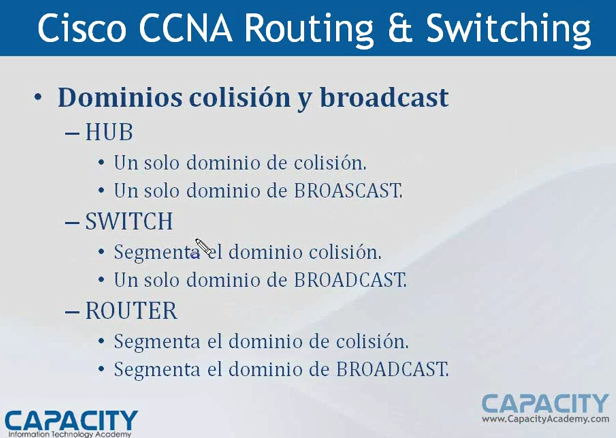 Cisco CCNA Routing & Switching
• Dominios colisión y broadcast
– HUB
• Un solo dominio de colisión.
• Un solo dominio de BROASCAST.
– SWITCH
• Segmenta el dominio colisión.
• Un solo dominio de BROADCAST.
– ROUTER
• Segmenta el dominio de colisión.
• Segmenta el dominio de BROADCAST.
CAPACITY
Information Technology Academy
CAPACITY
www.CapacityAcademy.com